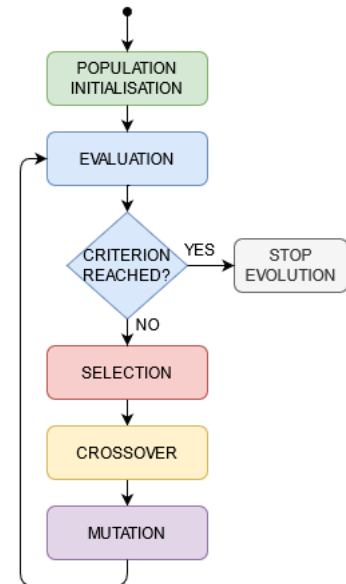 POPULATION
INITIALISATION
EVALUATION
CRITERION
REACHED?
YES
STOP
EVOLUTION
NO
SELECTION
CROSSOVER
MUTATION